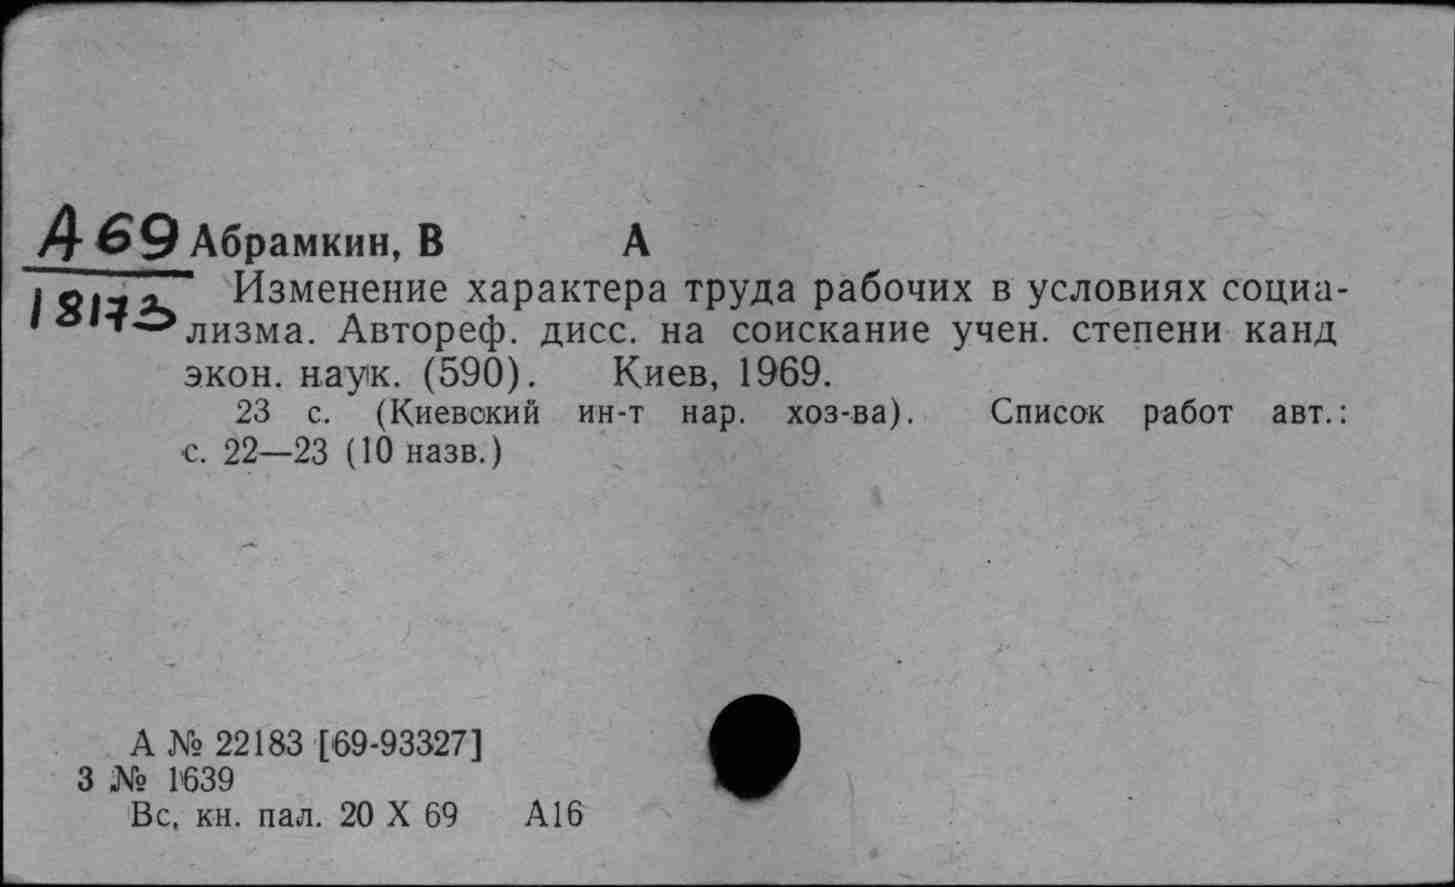 А69 Абрамкин, В А
18173 Изменение характера труда рабочих в условиях социа-
лизма. Автореф. дисс. на соискание учен. степени канд
экон. наук. (590). Киев, 1969.
23 с. (Киевский ин-т нар. хоз-ва). Список работ авт.:
с. 22—23 (10 назв.)
А № 22183 [69-93327]
З № 1639
Вс. кн. пал. 20 X 69 А16